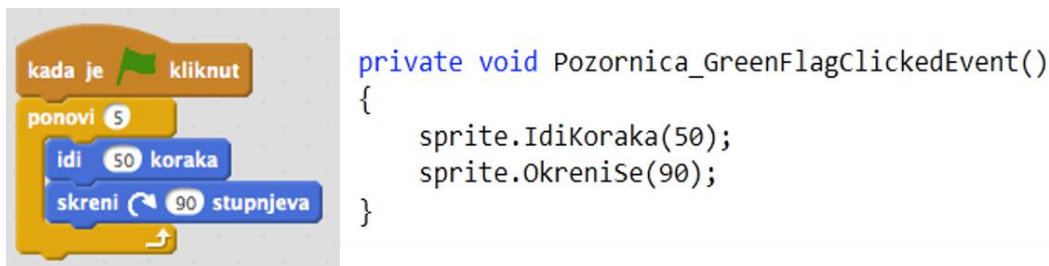 kada je kliknut
ponovi 5
idi 50 koraka
skreni 90 stupnjeva
private void Pozornica_GreenFlagClickedEvent()
{
sprite.IdiKoraka(50);
sprite.OkreniSe(90);
}